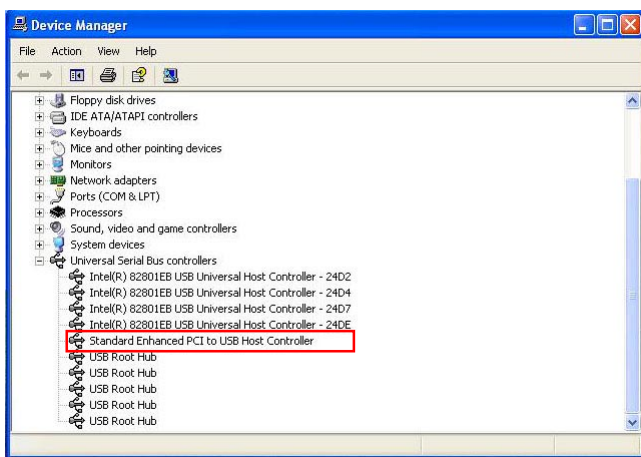 Device Manager
File Action View Help
Floppy disk drives
IDE ATA/ATAPI controllers
Keyboards
Mice and other pointing devices
Monitors
Network adapters
Ports (COM & LPT)
Processors
Sound, video and game controllers
System devices
Universal Serial Bus controllers
Intel(R) 82801EB USB Universal Host Controller - 24D2
Intel(R) 82801EB USB Universal Host Controller - 24D4
Intel(R) 82801EB USB Universal Host Controller - 24D7
Intel(R) 82801EB USB Universal Host Controller - 24DE
Standard Enhanced PCI to USB Host Controller
USB Root Hub
USB Root Hub
USB Root Hub
USB Root Hub
USB Root Hub